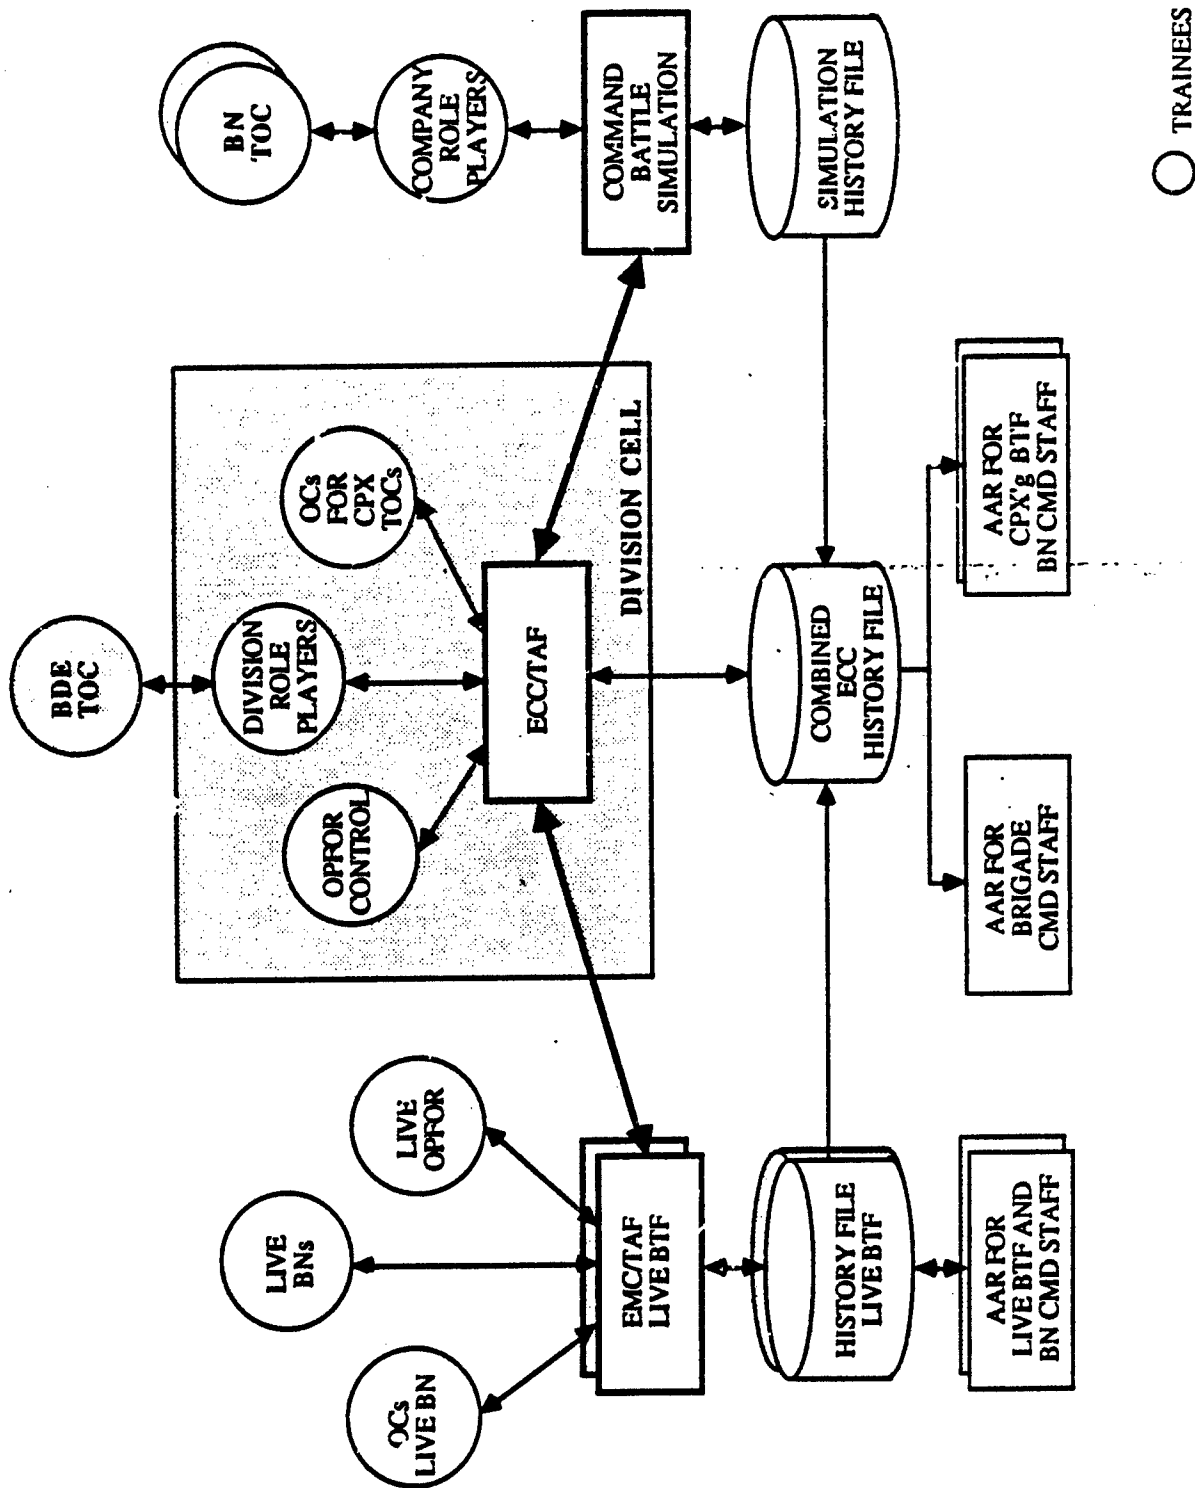 BDE
TOC
BN
TOC
LIVE
BNs
LIVE
OPFOR
OCs
LIVE BN
OPFOR
CONTROL
DIVISION
ROLE
PLAYERS
OCs
FOR
CPX
TOCs
COMPANY
ROLE
PLAYERS
EMC/TAF
LIVE BTF
ECC/TAF
COMMAND
BATTLE
SIMULATION
DIVISION CELL
HISTORY FILE
LIVE BTF
COMBINED
ECC
HISTORY FILE
SIMULATION
HISTORY FILE
AAR FOR
LIVE BTF AND
BN CMD STAFF
AAR FOR
BRIGADE
CMD STAFF
AAR FOR
CPX'g BTF
BN CMD STAFF
TRAINEES